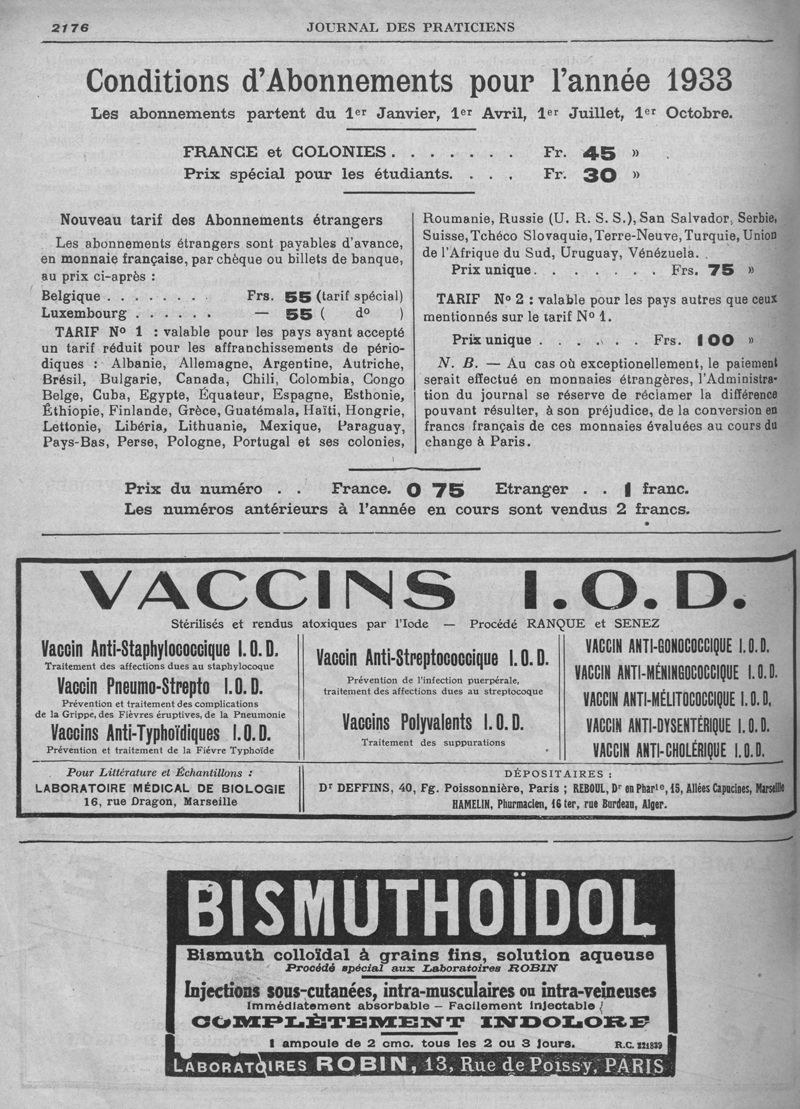 2176
JOURNAL DES PRATICIENS
Conditions d'Abonnements pour l'année 1933
Les abonnements partent du 1er Janvier, 1er Avril, 1er Juillet, 1er Octobre.
FRANCE et COLONIES . . . . . . . Fr. 45 »
Prix spécial pour les étudiants. . . . Fr. 30 »
Nouveau tarif des Abonnements étrangers
Les abonnements étrangers sont payables d'avance,
en monnaie française, par chèque ou billets de banque,
au prix ci-après :
Belgique . . . . . . . . Frs. 55 (tarif spécial)
Luxembourg . . . . . . — 55 ( do )
TARIF No 1 : valable pour les pays ayant accepté
un tarif réduit pour les affranchissements de pério-
diques : Albanie, Allemagne, Argentine, Autriche,
Brésil, Bulgarie, Canada, Chili, Colombia, Congo
Belge, Cuba, Egypte, Équateur, Espagne, Esthonie,
Éthiopie, Finlande, Grèce, Guatémala, Haïti, Hongrie,
Lettonie, Libéria, Lithuanie, Mexique, Paraguay,
Pays-Bas, Perse, Pologne, Portugal et ses colonies,
Roumanie, Russie (U. R. S. S.), San Salvador, Serbie,
Suisse, Tchéco Slovaquie, Terre-Neuve, Turquie, Union
de l'Afrique du Sud, Uruguay, Vénézuela.
Prix unique. . . . . . . . Frs. 75 »
TARIF No 2 : valable pour les pays autres que ceux
mentionnés sur le tarif No 1.
Prix unique . . . . . . Frs. 100 »
N. B. — Au cas où exceptionellement, le paiement
serait effectué en monnaies étrangères, l'Administra-
tion du journal se réserve de réclamer la différence
pouvant résulter, à son préjudice, de la conversion en
francs français de ces monnaies évaluées au cours du
change à Paris.
Prix du numéro . . France. 0 75 Etranger . . 1 franc.
Les numéros antérieurs à l'année en cours sont vendus 2 francs.
VACCINS I.O.D.
Stérilisés et rendus atoxiques par l'Iode — Procédé RANQUE et SENEZ
Vaccin Anti-Staphylococcique I.O.D.
Traitement des affections dues au staphylocoque
Vaccin Pneumo-Strepto I.O.D.
Prévention et traitement des complications
de la Grippe, des Fièvres éruptives, de la Pneumonie
Vaccins Anti-Typhoïdiques I.O.D.
Prévention et traitement de la Fiévre Typhoïde
Vaccin Anti-Streptococcique I.O.D.
Prévention de l'infection puerpérale,
traitement des affections dues au streptocoque
Vaccins Polyvalents I.O.D.
Traitement des suppurations
VACCIN ANTI-GONOCOCCIQUE I.O.D.
VACCIN ANTI-MÉNINGOCOCCIQUE I.O.D.
VACCIN ANTI-MÉLITOCOCCIQUE I.O.D.
VACCIN ANTI-DYSENTÉRIQUE I.O.D.
VACCIN ANTI-CHOLÉRIQUE I.O.D.
Pour Littérature et Échantillons :
LABORATOIRE MÉDICAL DE BIOLOGIE
16, rue Dragon, Marseille
DÉPOSITAIRES :
Dr DEFFINS, 40, Fg. Poissonnière, Paris ; REBOUL, Dr en Pharie, 15, Allées Capucines, Marseille
HAMELIN, Pharmacien, 16 ter, rue Burdeau, Alger.
BISMUTHOÏDOL
Bismuth colloïdal à grains fins, solution aqueuse
Procédé spécial aux Laboratoires ROBIN
Injections sous-cutanées, intra-musculaires ou intra-veineuses
Immédiatement absorbable - Facilement injectable
COMPLÈTEMENT INDOLORE
1 ampoule de 2 cmc. tous les 2 ou 3 jours. R.C. 221839
LABORATOIRES ROBIN, 13, Rue de Poissy, PARIS